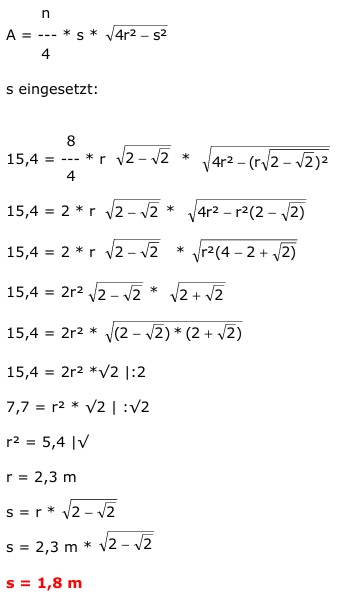 n
A = --- * s * √(4r² – s²)
4
s eingesetzt:
8
15,4 = --- * r √(2 – √2) * √(4r² – (r√(2 – √2))²)
4
15,4 = 2 * r √(2 – √2) * √(4r² – r²(2 – √2))
15,4 = 2 * r √(2 – √2) * √(r²(4 – 2 + √2))
15,4 = 2r² √(2 – √2) * √(2 + √2)
15,4 = 2r² * √((2 – √2) * (2 + √2))
15,4 = 2r² *√2 |:2
7,7 = r² * √2 | :√2
r² = 5,4 |√
r = 2,3 m
s = r * √(2 – √2)
s = 2,3 m * √(2 – √2)
s = 1,8 m